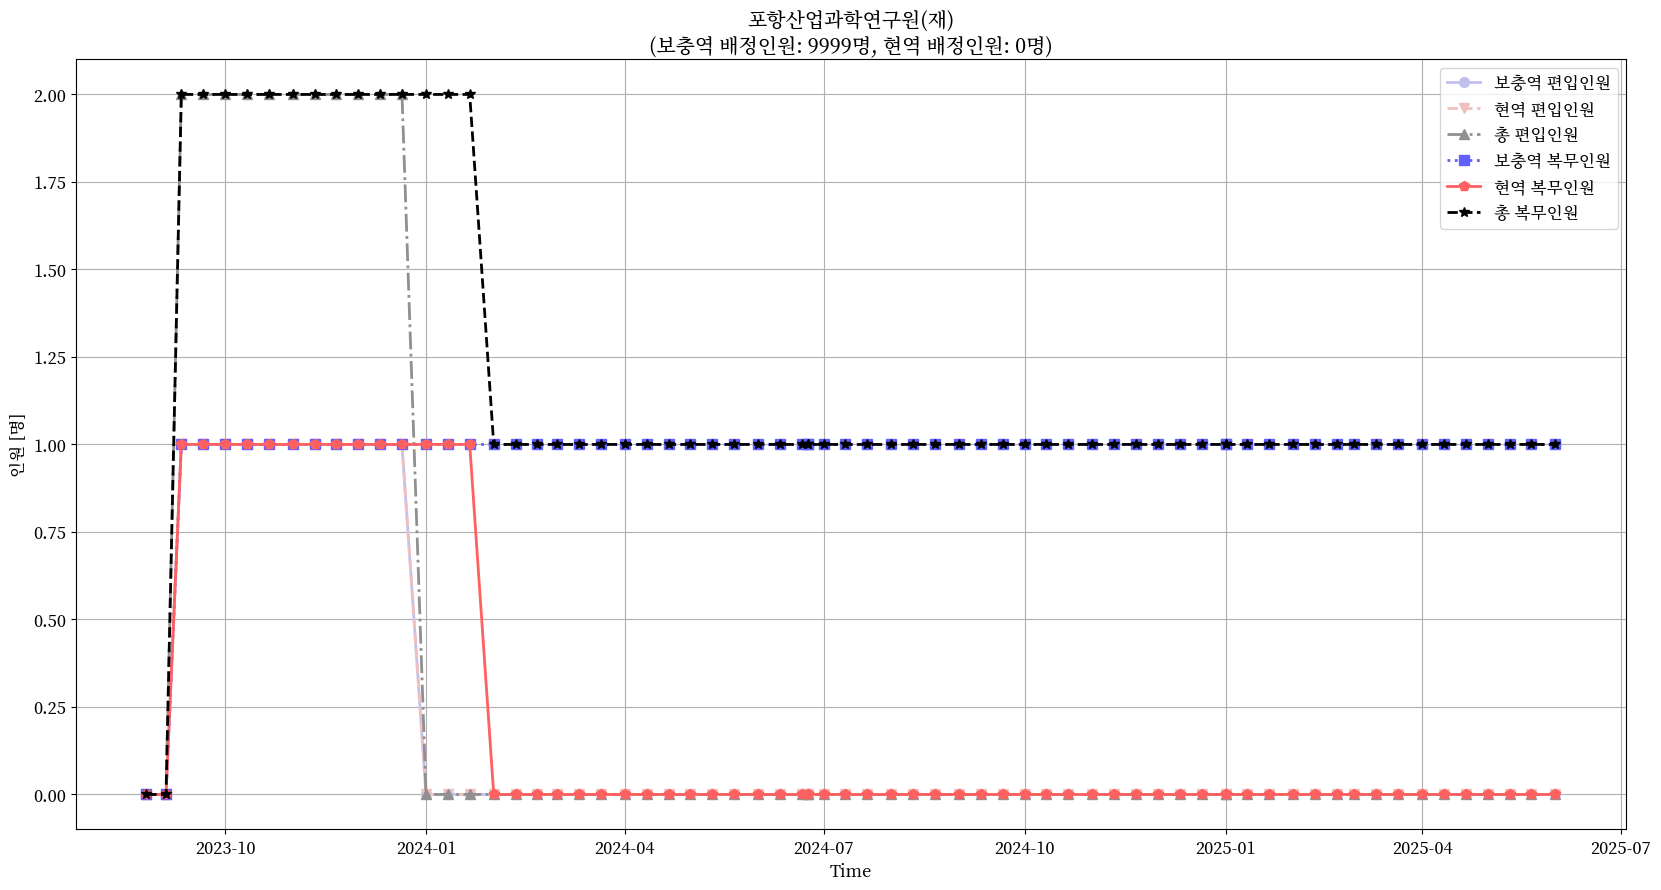 포항산업과학연구원(재)
(보충역 배정인원: 9999명, 현역 배정인원: 0명)
보충역 편입인원
현역 편입인원
총 편입인원
보충역 복무인원
현역 복무인원
총 복무인원
2.00
1.75
1.50
1.25
1.00
0.75
0.50
0.25
0.00
인원 [명]
2023-10
2024-01
2024-04
2024-07
2024-10
2025-01
2025-04
2025-07
Time